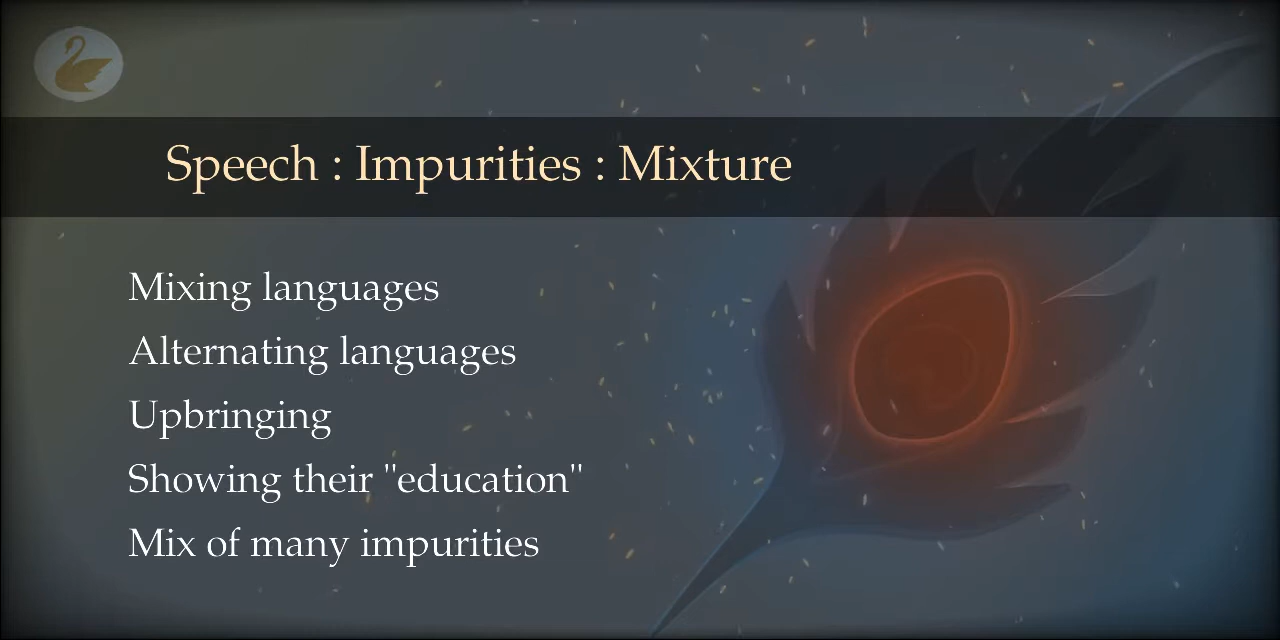 Speech : Impurities : Mixture
Mixing languages
Alternating languages
Upbringing
Showing their "education"
Mix of many impurities